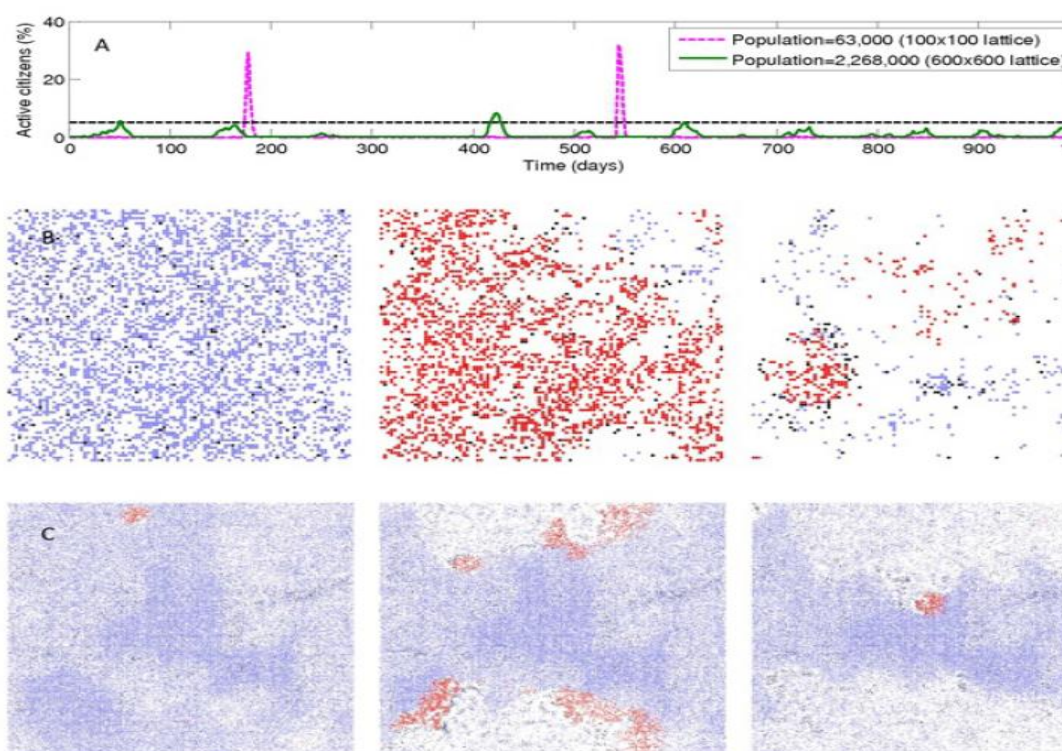 40
20
0
Active citizens (%)
A
Population=63,000 (100x100 lattice)
Population=2,268,000 (600x600 lattice)
0 100 200 300 400 500 600 700 800 900
Time (days)
B
C